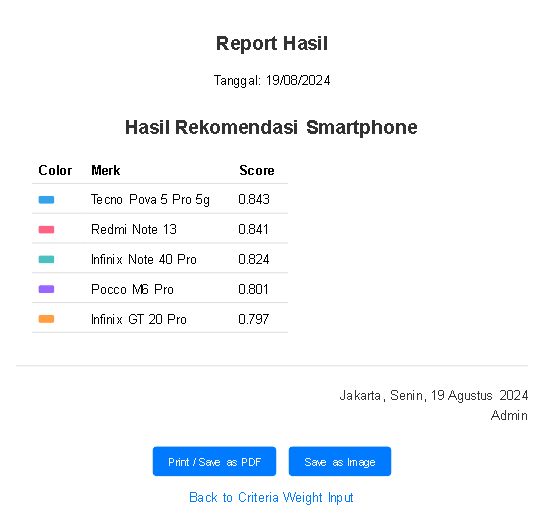 Report Hasil
Tanggal: 19/08/2024
Hasil Rekomendasi Smartphone
Color Merk Score
Tecno Pova 5 Pro 5g 0.843
Redmi Note 13 0.841
Infinix Note 40 Pro 0.824
Pocco M6 Pro 0.801
Infinix GT 20 Pro 0.797
Jakarta, Senin, 19 Agustus 2024
Admin
Print / Save as PDF Save as Image
Back to Criteria Weight Input